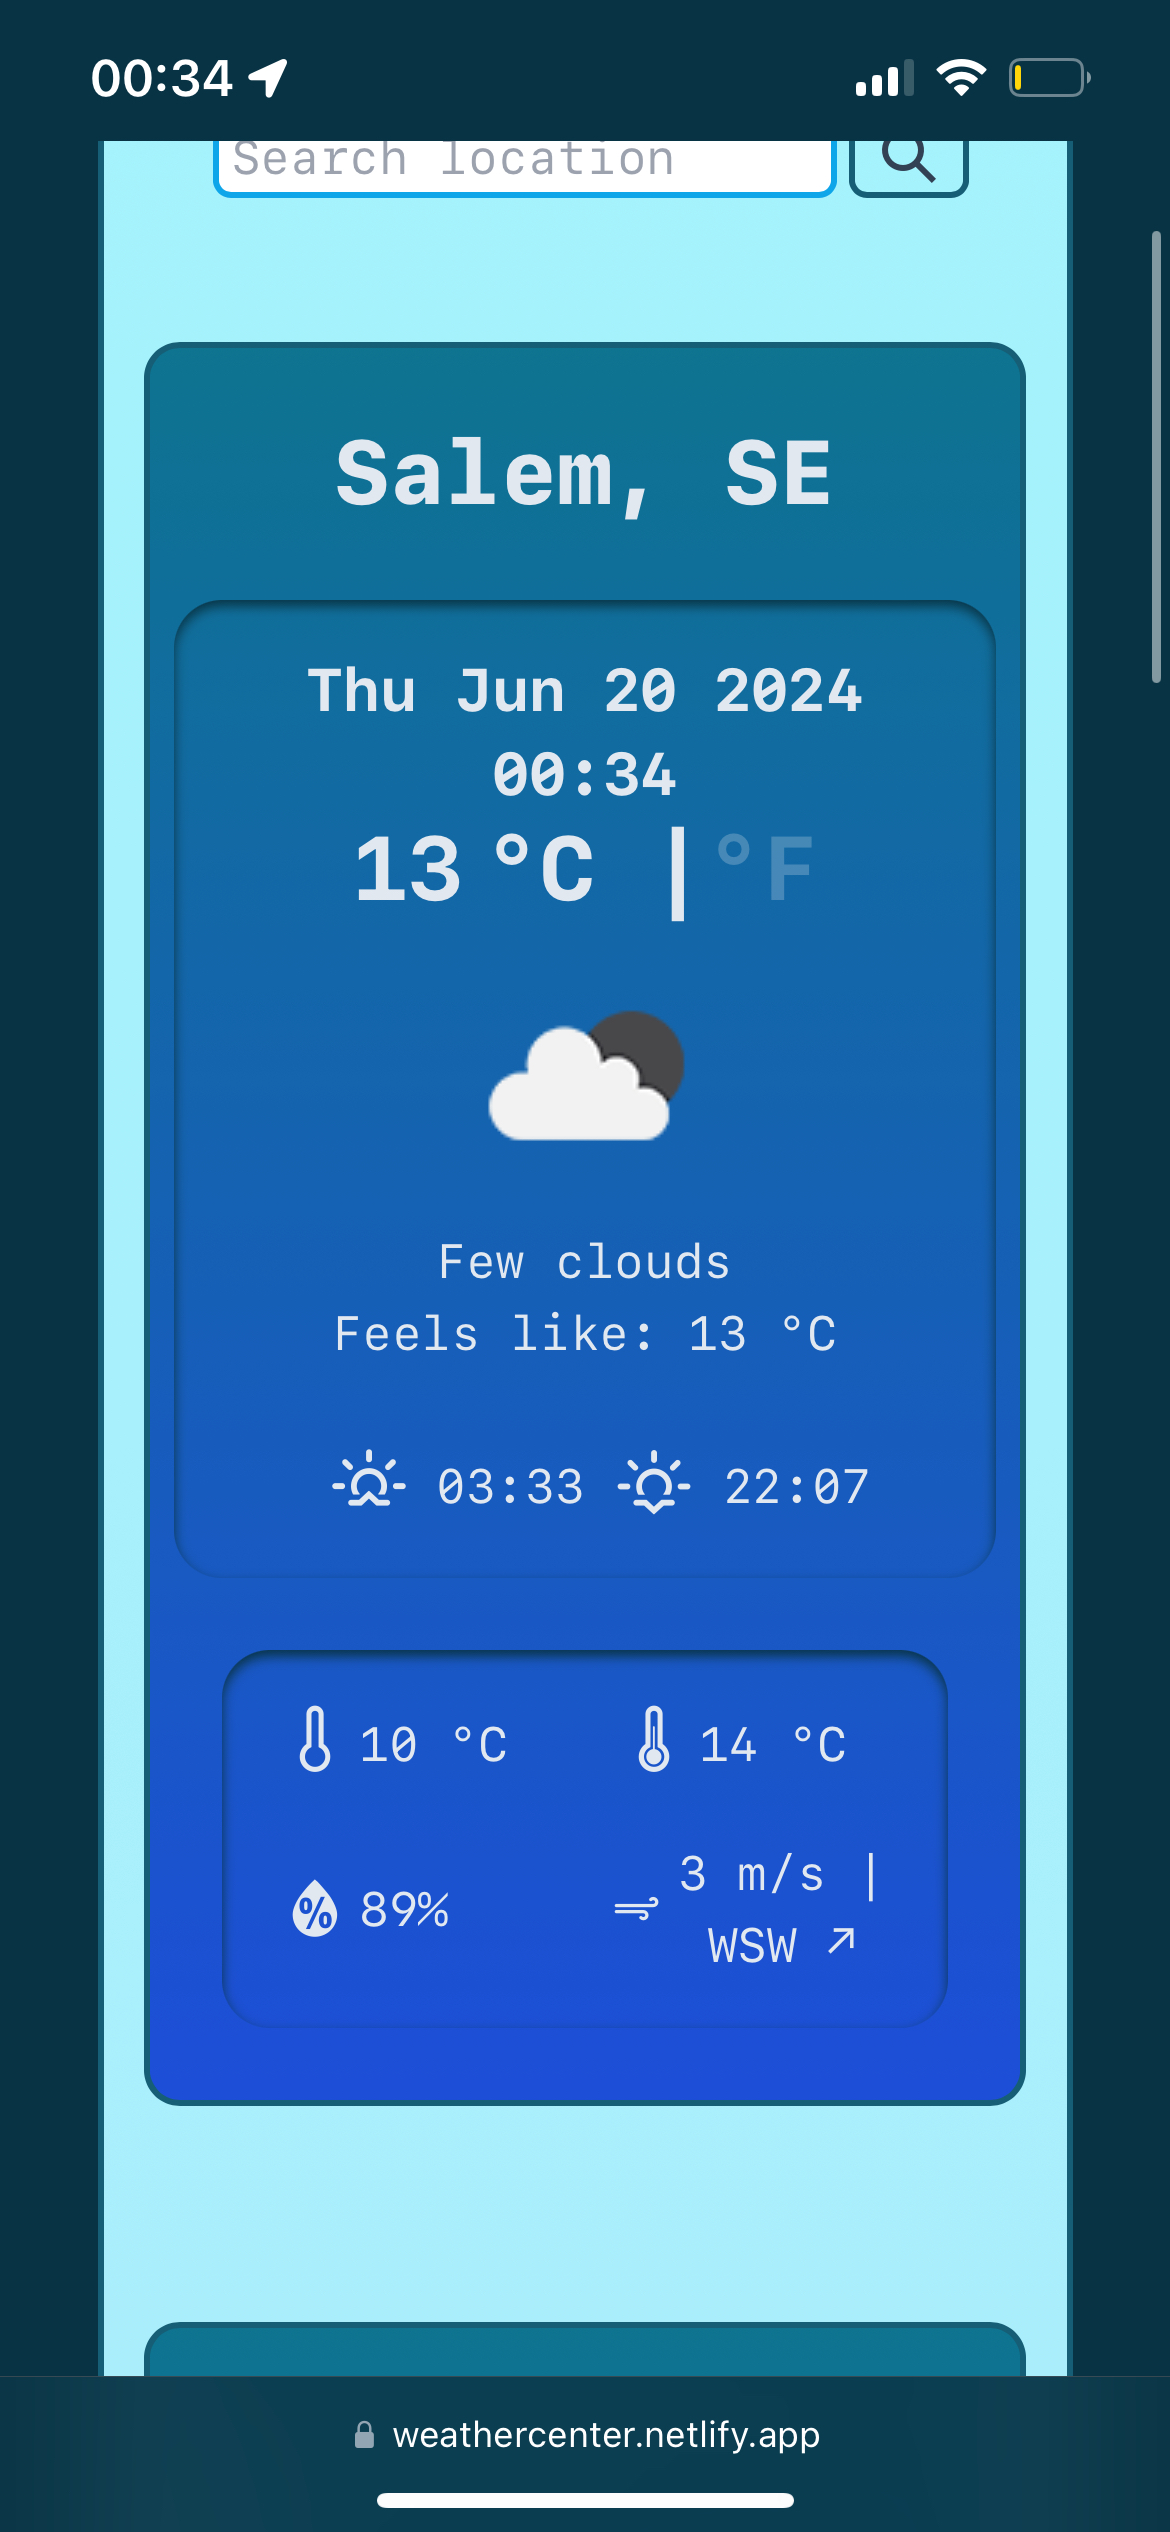 00:34
Search location
Salem, SE
Thu Jun 20 2024
00:34
13 °C | °F
Few clouds
Feels like: 13 °C
03:33 22:07
10 °C 14 °C
89% 3 m/s |
WSW ↗
weathercenter.netlify.app